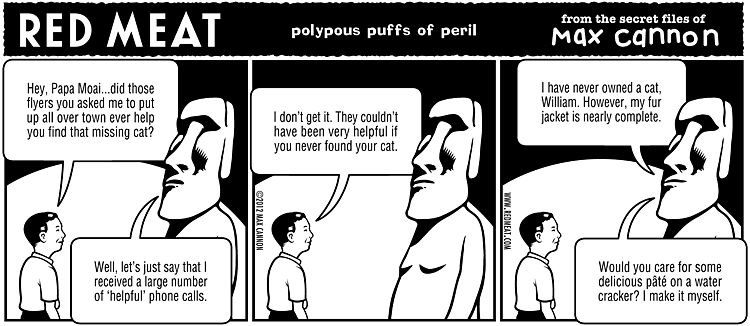 RED MEAT
polypous puffs of peril
from the secret files of
Max cannon
Hey, Papa Moai...did those
flyers you asked me to put
up all over town ever help
you find that missing cat?
Well, let's just say that I
received a large number
of 'helpful' phone calls.
I don't get it. They couldn't
have been very helpful if
you never found your cat.
©2012 MAX CANNON
I have never owned a cat,
William. However, my fur
jacket is nearly complete.
WWW.REDMEAT.COM
Would you care for some
delicious pâté on a water
cracker? I make it myself.